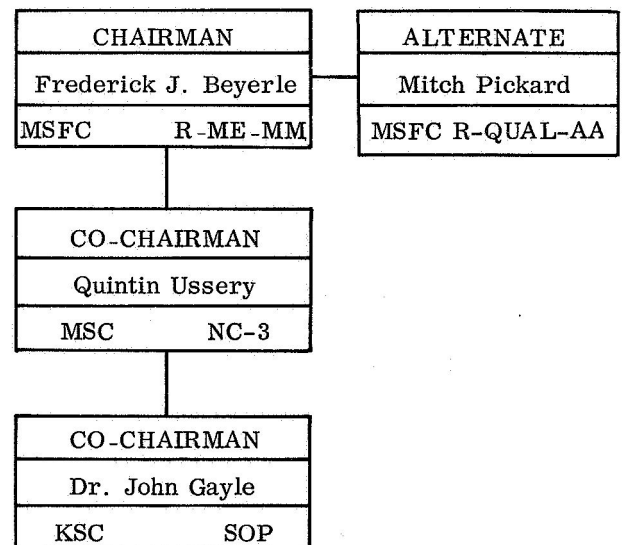 CHAIRMAN
Frederick J. Beyerle
MSFC R-ME-MM
ALTERNATE
Mitch Pickard
MSFC R-QUAL-AA
CO-CHAIRMAN
Quintin Ussery
MSC NC-3
CO-CHAIRMAN
Dr. John Gayle
KSC SOP